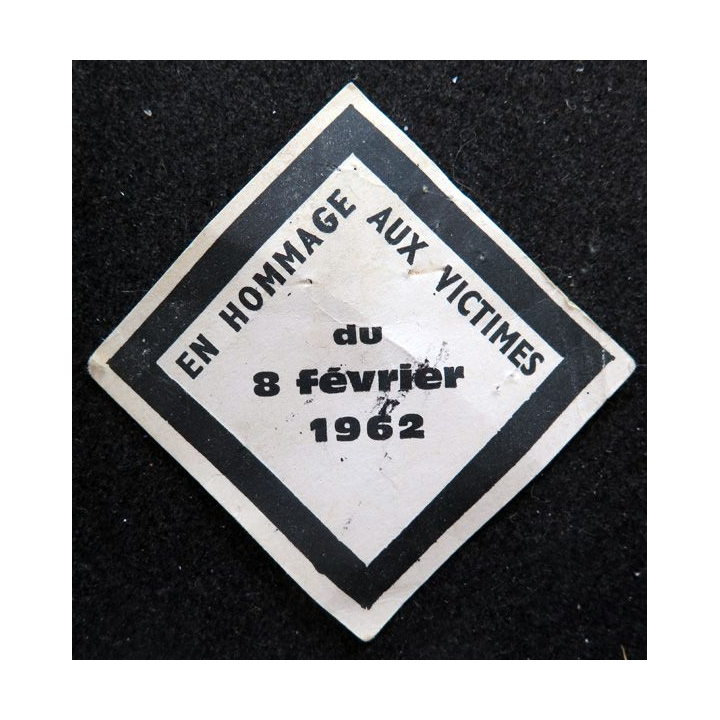 EN HOMMAGE AUX VICTIMES
du
8 février
1962